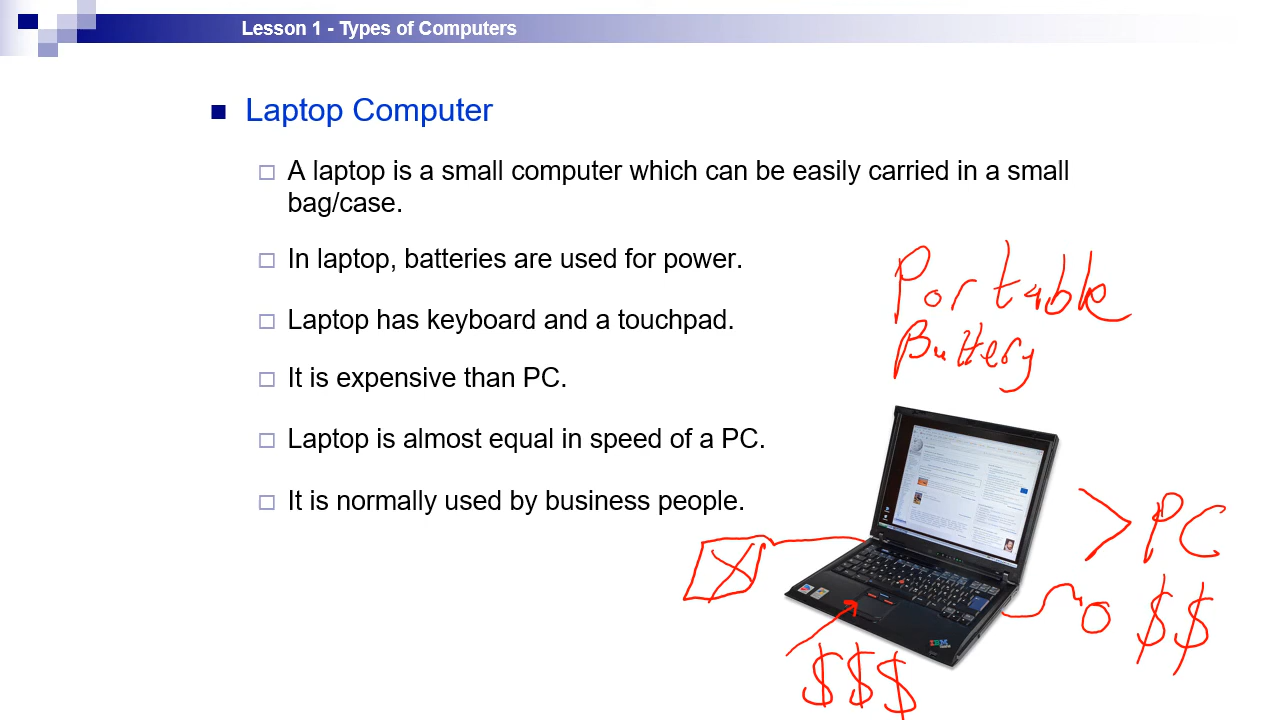 Lesson 1 - Types of Computers
Laptop Computer
A laptop is a small computer which can be easily carried in a small
bag/case.
In laptop, batteries are used for power.
Laptop has keyboard and a touchpad.
It is expensive than PC.
Laptop is almost equal in speed of a PC.
It is normally used by business people.
Portable
Battery
> PC
$$
$$$
IBM